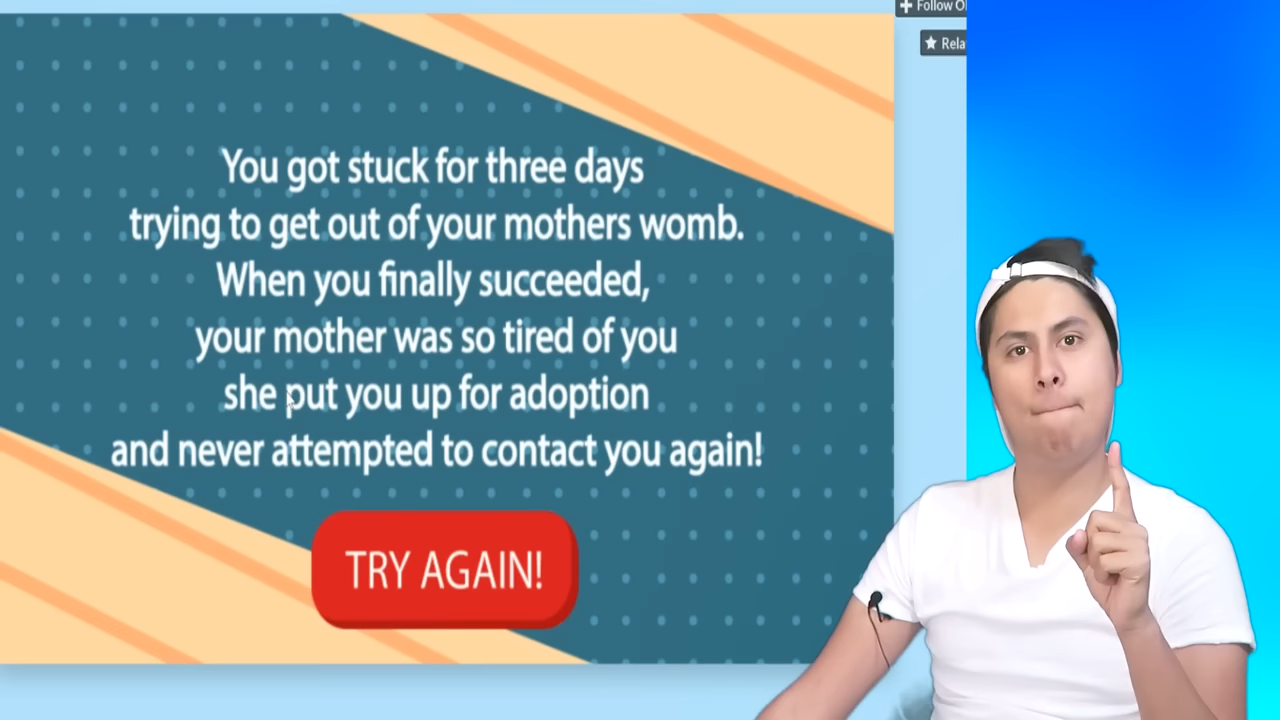 Follow
You got stuck for three days
trying to get out of your mothers womb.
When you finally succeeded,
your mother was so tired of you
she put you up for adoption
and never attempted to contact you again!
TRY AGAIN!